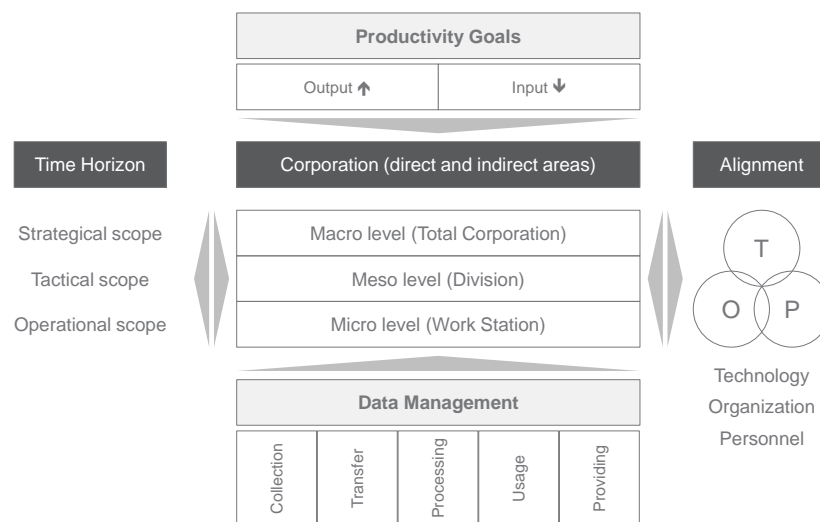 Productivity Goals
Output 🡹
Input 🡻
Time Horizon
Corporation (direct and indirect areas)
Alignment
Strategical scope
Macro level (Total Corporation)
T
Tactical scope
Meso level (Division)
Operational scope
Micro level (Work Station)
O
P
Technology
Organization
Personnel
Data Management
Collection
Transfer
Processing
Usage
Providing